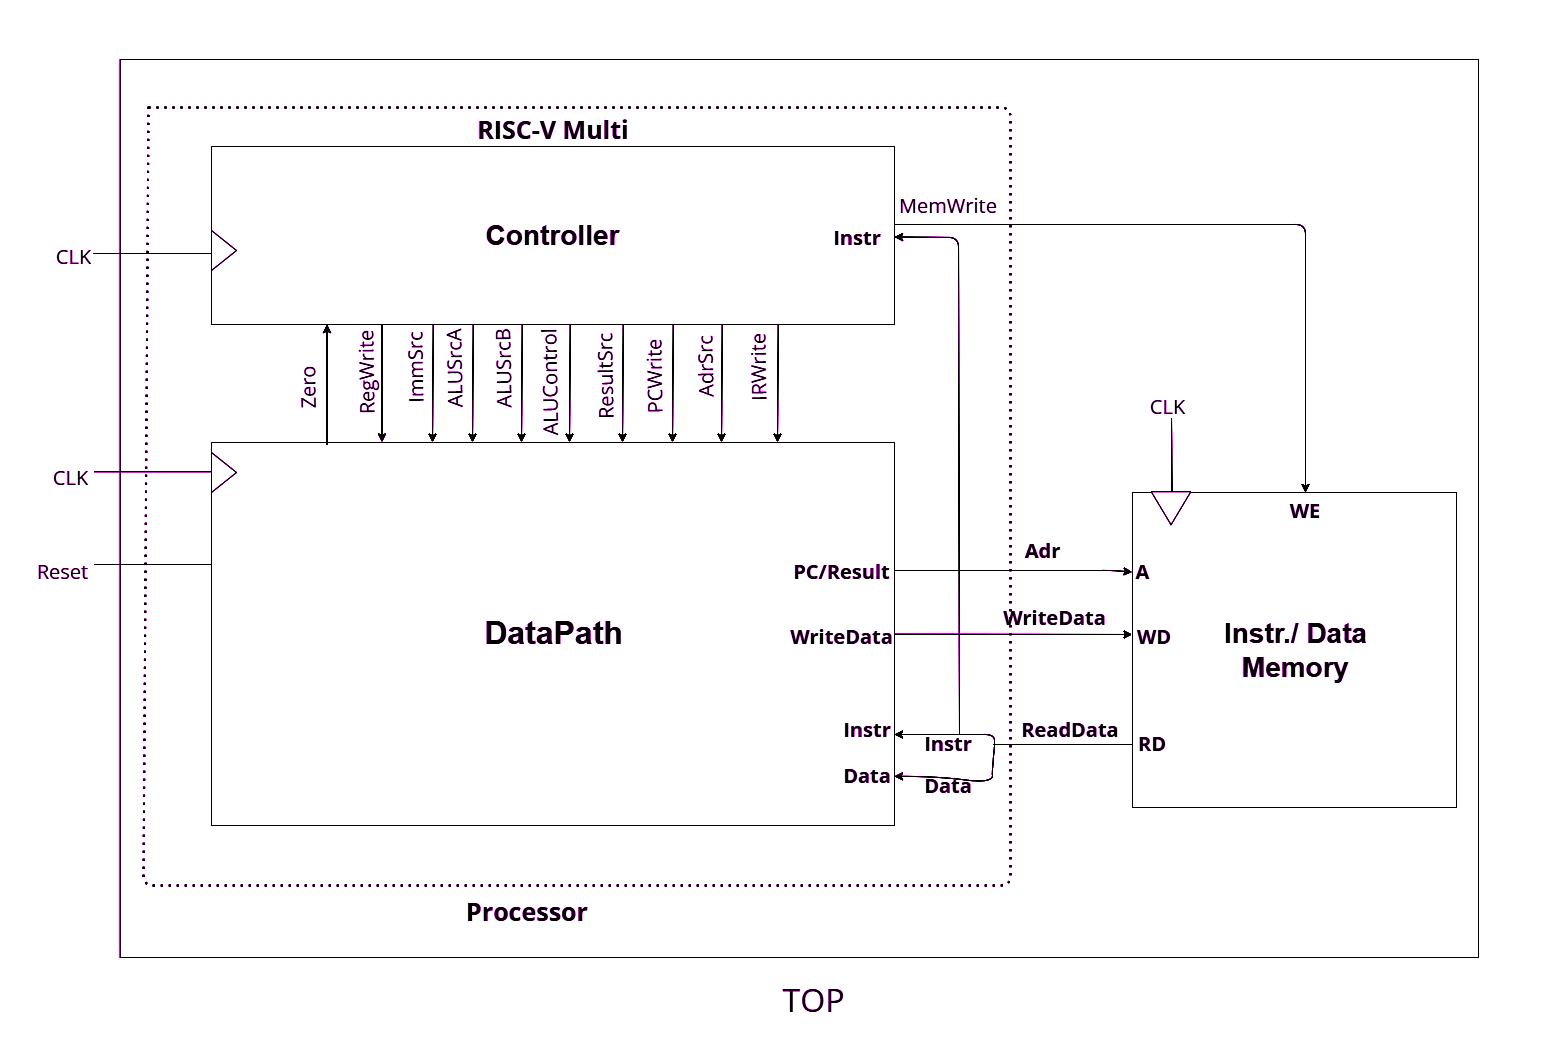 RISC-V Multi
MemWrite
Controller
Instr
CLK
Zero
RegWrite
ImmSrc
ALUSrcA
ALUSrcB
ALUControl
ResultSrc
PCWrite
AdrSrc
IRWrite
CLK
CLK
WE
Reset
PC/Result
Adr
A
DataPath
WriteData
WriteData
WD
Instr./ Data
Memory
Instr
Instr
ReadData
RD
Data
Data
Processor
TOP